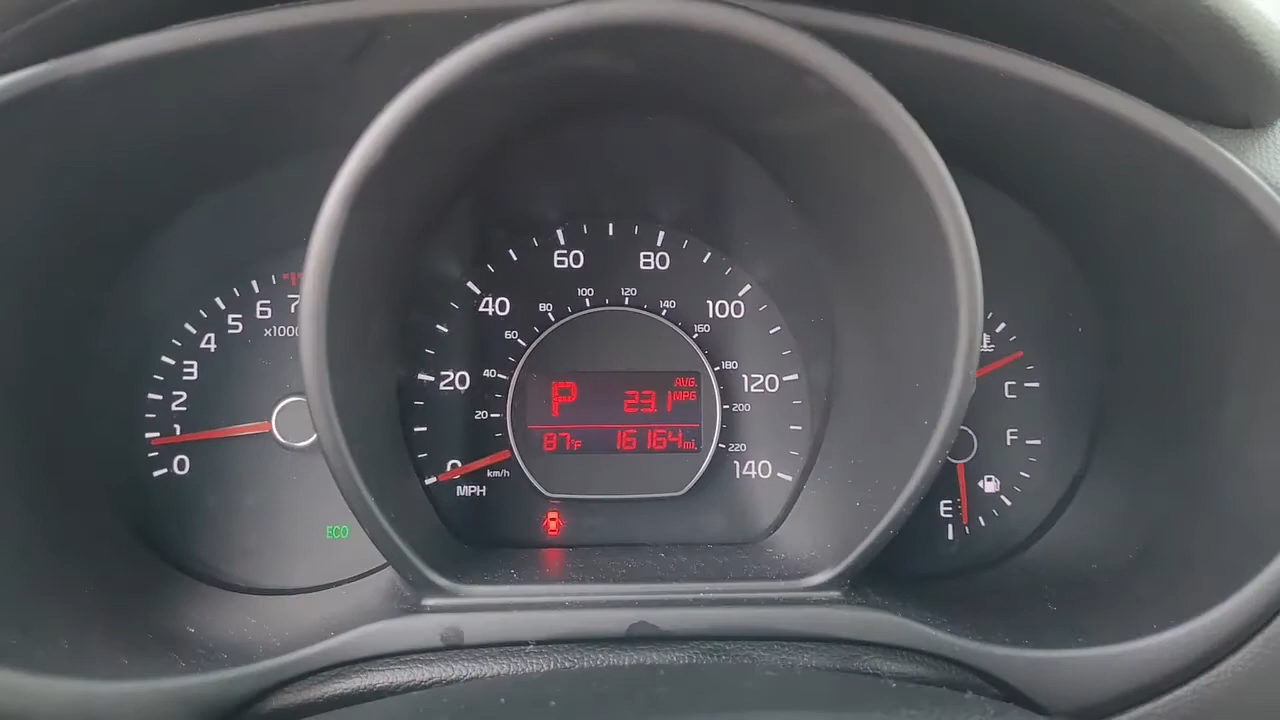 0 1 2 3 4 5 6 7
x1000
ECO
0 20 40 60 80 100 120 140
MPH
20 40 60 80 100 120 140 160 180 200 220
km/h
P
AVG.
23.1 MPG
87°F 16164 mi
C
F
E